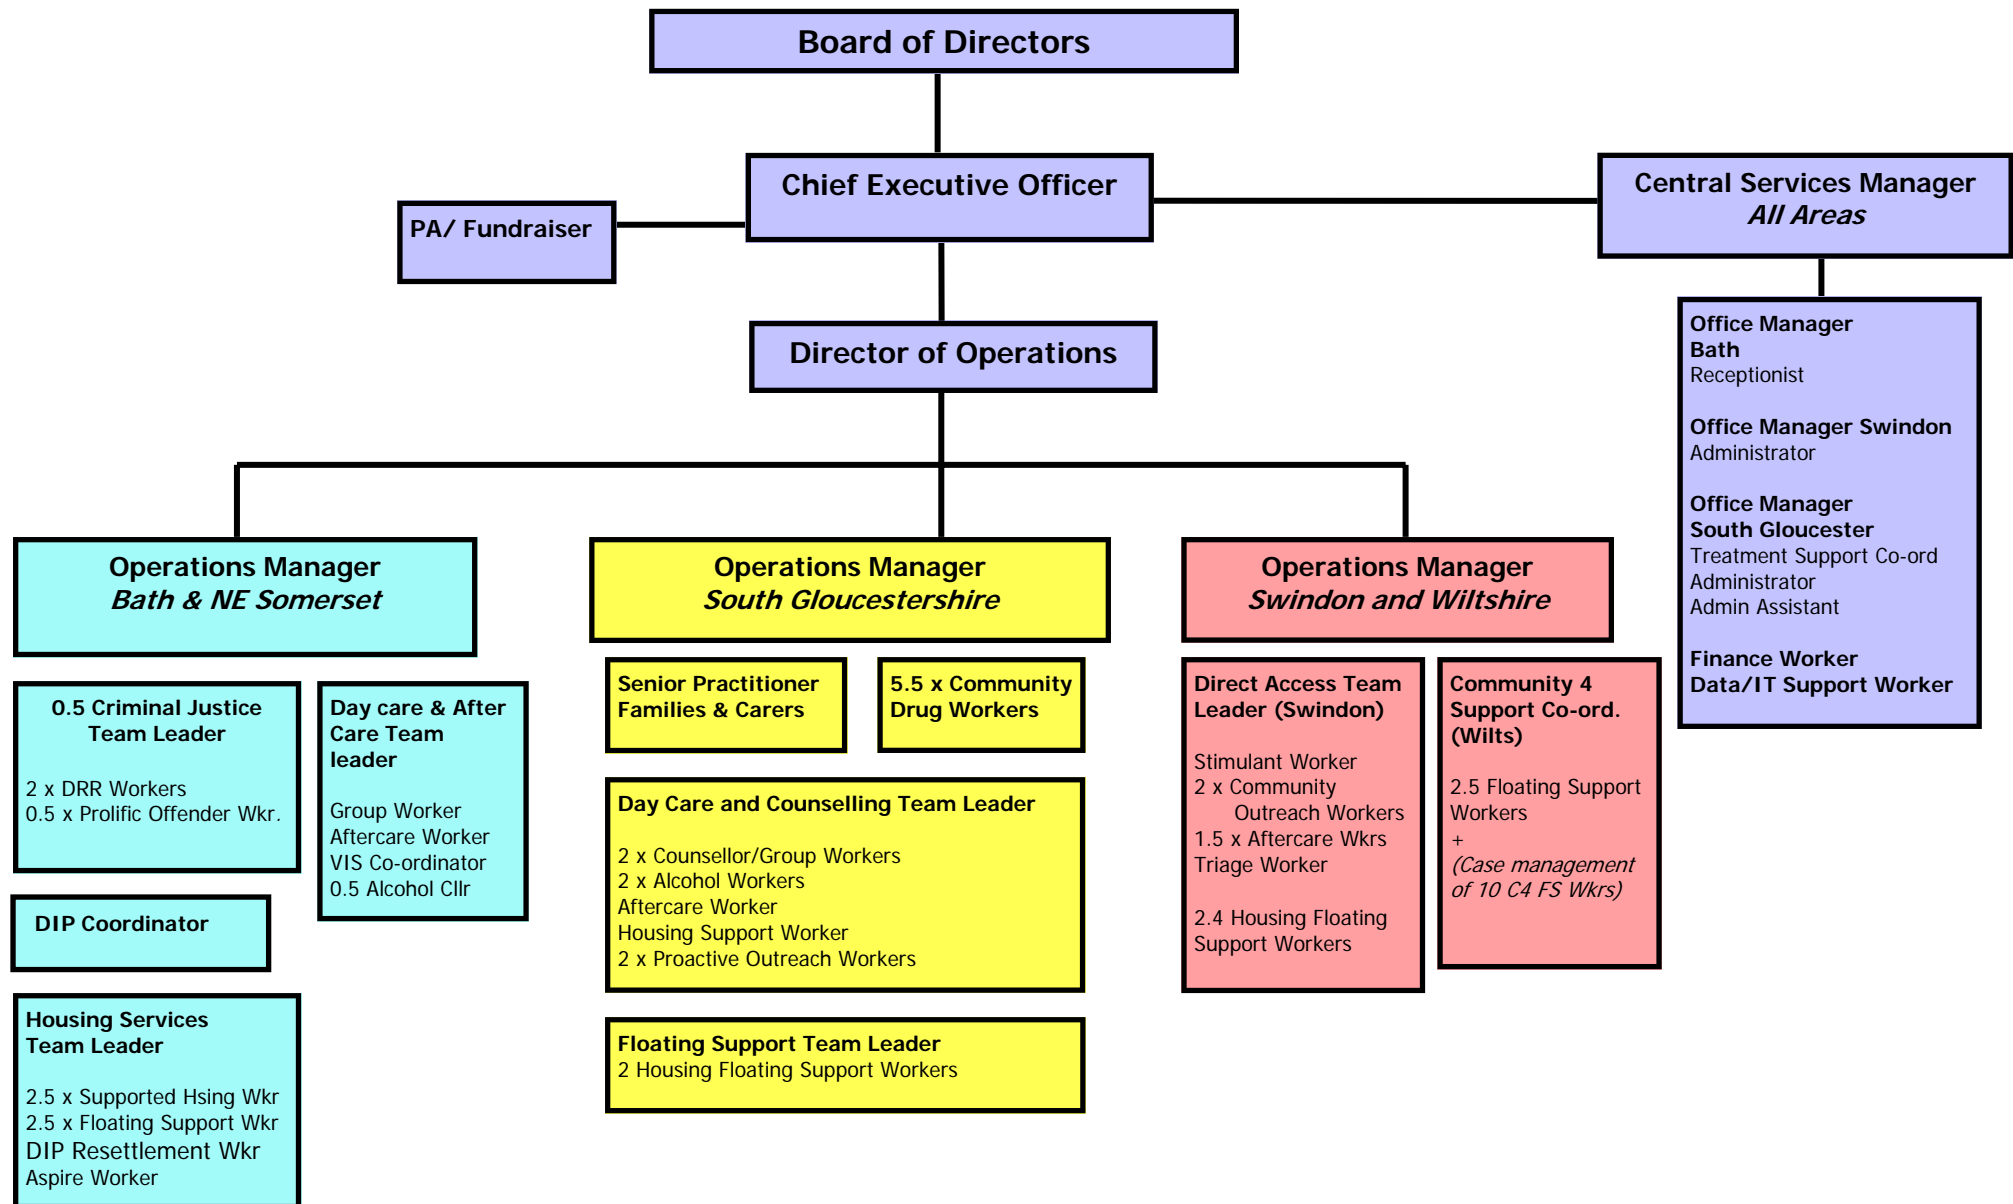 Board of Directors
Chief Executive Officer
Central Services Manager
All Areas
PA/ Fundraiser
Director of Operations
Office Manager
Bath
Receptionist
Office Manager Swindon
Administrator
Office Manager
South Gloucester
Treatment Support Co-ord
Administrator
Admin Assistant
Finance Worker
Data/IT Support Worker
Operations Manager
Bath & NE Somerset
0.5 Criminal Justice
Team Leader
2 x DRR Workers
0.5 x Prolific Offender Wkr.
DIP Coordinator
Housing Services
Team Leader
2.5 x Supported Hsing Wkr
2.5 x Floating Support Wkr
DIP Resettlement Wkr
Aspire Worker
Day care & After
Care Team
leader
Group Worker
Aftercare Worker
VIS Co-ordinator
0.5 Alcohol Cllr
Operations Manager
South Gloucestershire
Senior Practitioner
Families & Carers
5.5 x Community
Drug Workers
Day Care and Counselling Team Leader
2 x Counsellor/Group Workers
2 x Alcohol Workers
Aftercare Worker
Housing Support Worker
2 x Proactive Outreach Workers
Floating Support Team Leader
2 Housing Floating Support Workers
Operations Manager
Swindon and Wiltshire
Direct Access Team
Leader (Swindon)
Stimulant Worker
2 x Community
Outreach Workers
1.5 x Aftercare Wkrs
Triage Worker
2.4 Housing Floating
Support Workers
Community 4
Support Co-ord.
(Wilts)
2.5 Floating Support
Workers
+
(Case management
of 10 C4 FS Wkrs)